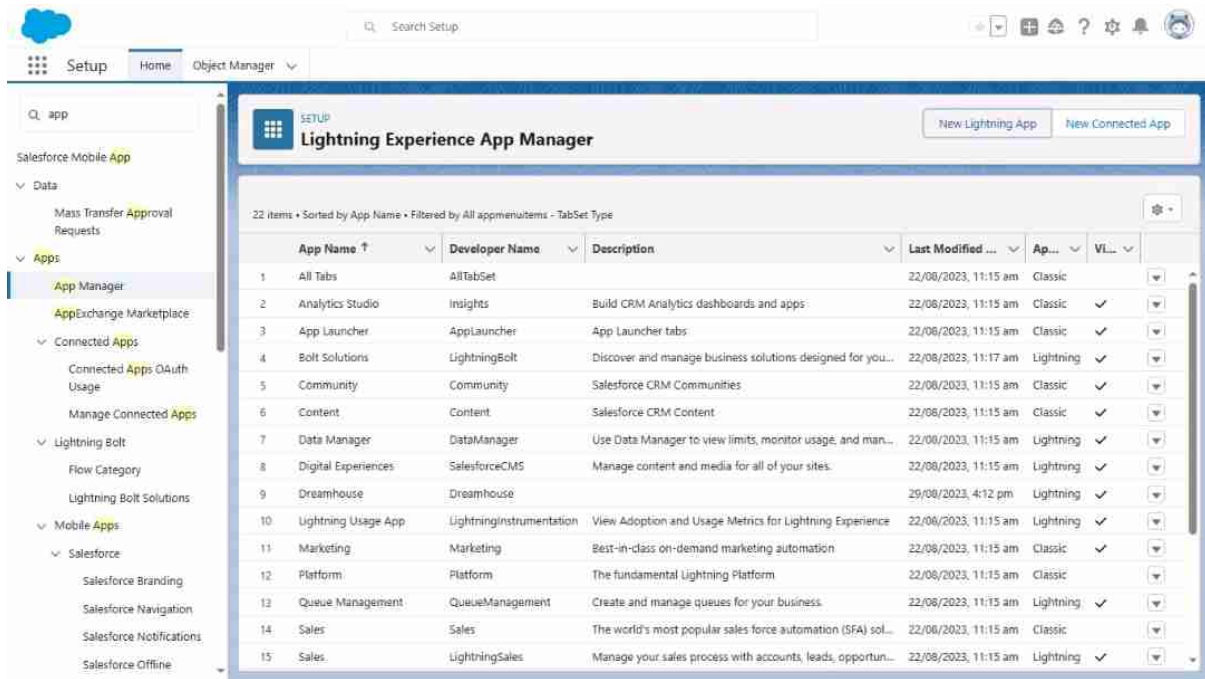 Search Setup
Setup
Home
Object Manager
app
Salesforce Mobile App
Data
Mass Transfer Approval
Requests
Apps
App Manager
AppExchange Marketplace
Connected Apps
Connected Apps OAuth
Usage
Manage Connected Apps
Lightning Bolt
Flow Category
Lightning Bolt Solutions
Mobile Apps
Salesforce
Salesforce Branding
Salesforce Navigation
Salesforce Notifications
Salesforce Offline
SETUP
Lightning Experience App Manager
New Lightning App
New Connected App
22 items • Sorted by App Name • Filtered by All appmenuitems - TabSet Type
App Name ↑ Developer Name Description Last Modified ... Ap... Vi...
1 All Tabs AllTabSet 22/08/2023, 11:15 am Classic
2 Analytics Studio Insights Build CRM Analytics dashboards and apps 22/08/2023, 11:15 am Classic
3 App Launcher AppLauncher App Launcher tabs 22/08/2023, 11:15 am Classic
4 Bolt Solutions LightningBolt Discover and manage business solutions designed for you... 22/08/2023, 11:17 am Lightning
5 Community Community Salesforce CRM Communities 22/08/2023, 11:15 am Classic
6 Content Content Salesforce CRM Content 22/08/2023, 11:15 am Classic
7 Data Manager DataManager Use Data Manager to view limits, monitor usage, and man... 22/08/2023, 11:15 am Lightning
8 Digital Experiences SalesforceCMS Manage content and media for all of your sites. 22/08/2023, 11:15 am Lightning
9 Dreamhouse Dreamhouse 29/08/2023, 4:12 pm Lightning
10 Lightning Usage App LightningInstrumentation View Adoption and Usage Metrics for Lightning Experience 22/08/2023, 11:15 am Lightning
11 Marketing Marketing Best-in-class on-demand marketing automation 22/08/2023, 11:15 am Classic
12 Platform Platform The fundamental Lightning Platform 22/08/2023, 11:15 am Classic
13 Queue Management QueueManagement Create and manage queues for your business. 22/08/2023, 11:15 am Lightning
14 Sales Sales The world's most popular sales force automation (SFA) sol... 22/08/2023, 11:15 am Classic
15 Sales LightningSales Manage your sales process with accounts, leads, opportun... 22/08/2023, 11:15 am Lightning